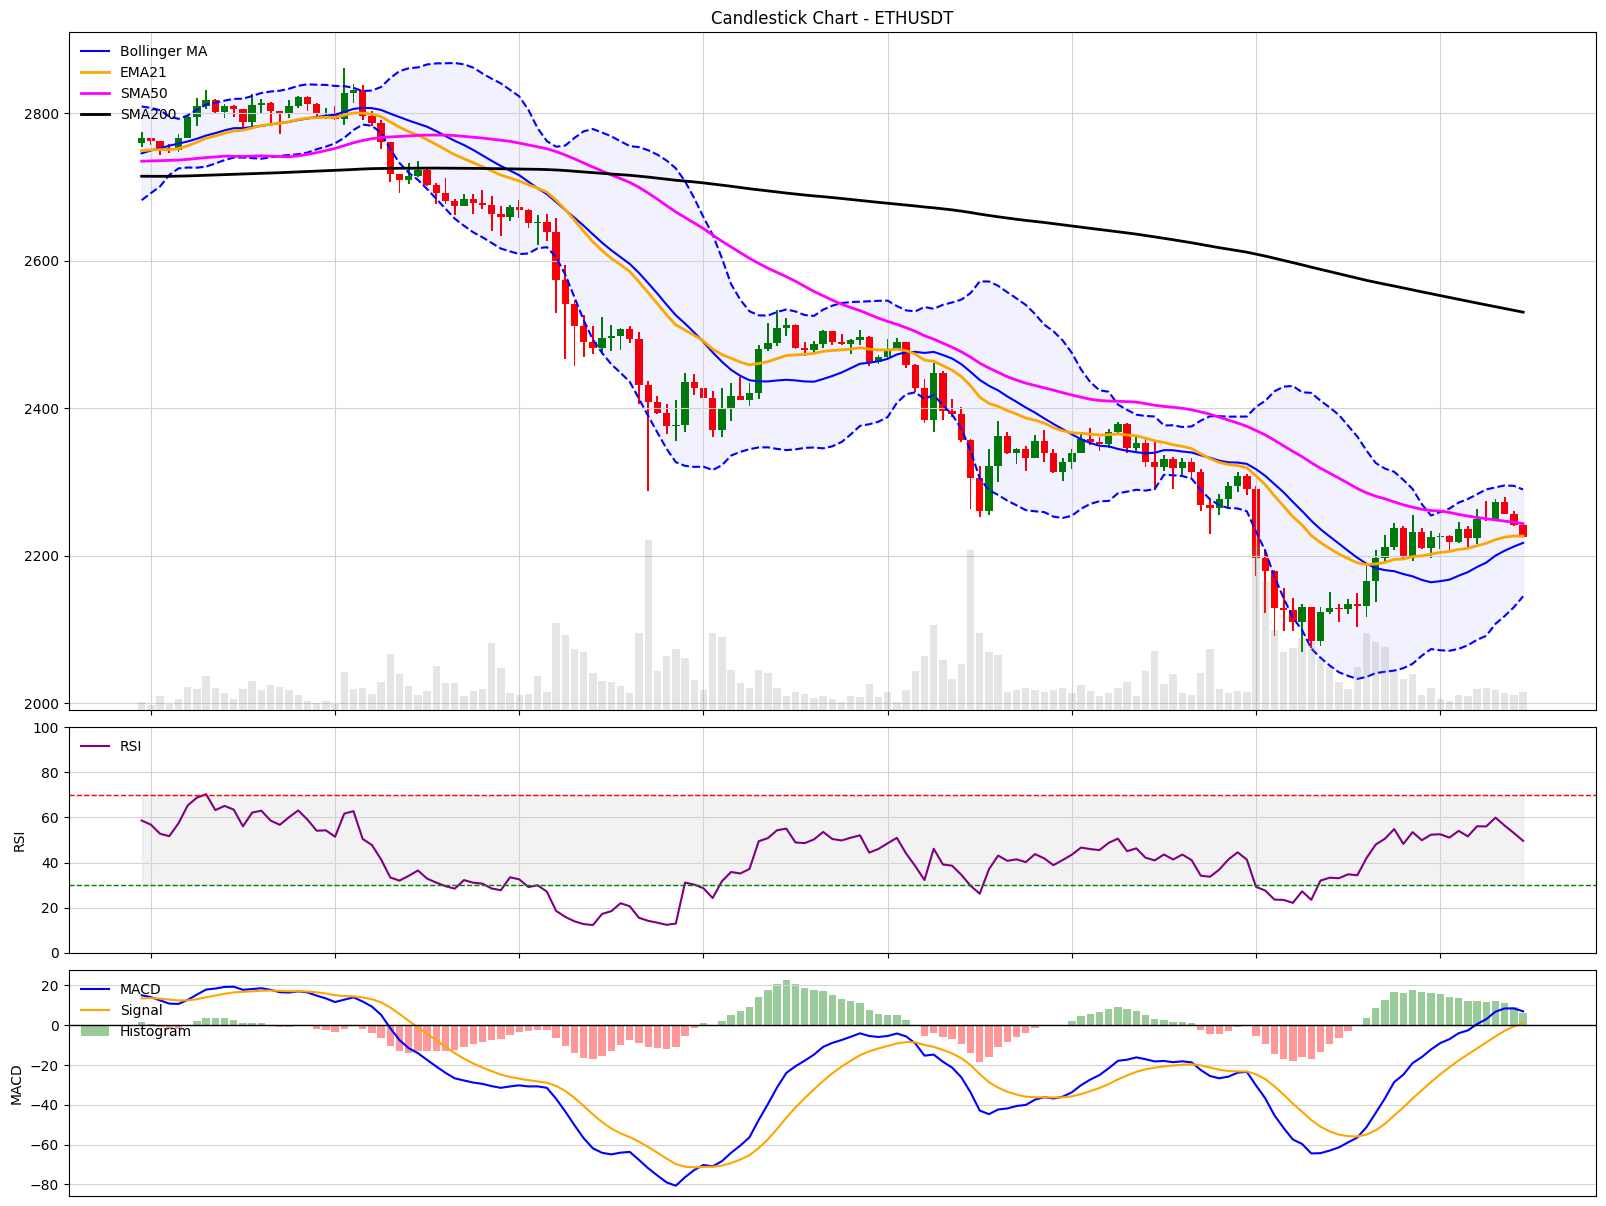 Candlestick Chart - ETHUSDT
Bollinger MA
EMA21
SMA50
SMA200
2800
2600
2400
2200
2000
RSI
100
80
60
40
20
0
RSI
MACD
Signal
Histogram
20
0
−20
−40
−60
−80
MACD